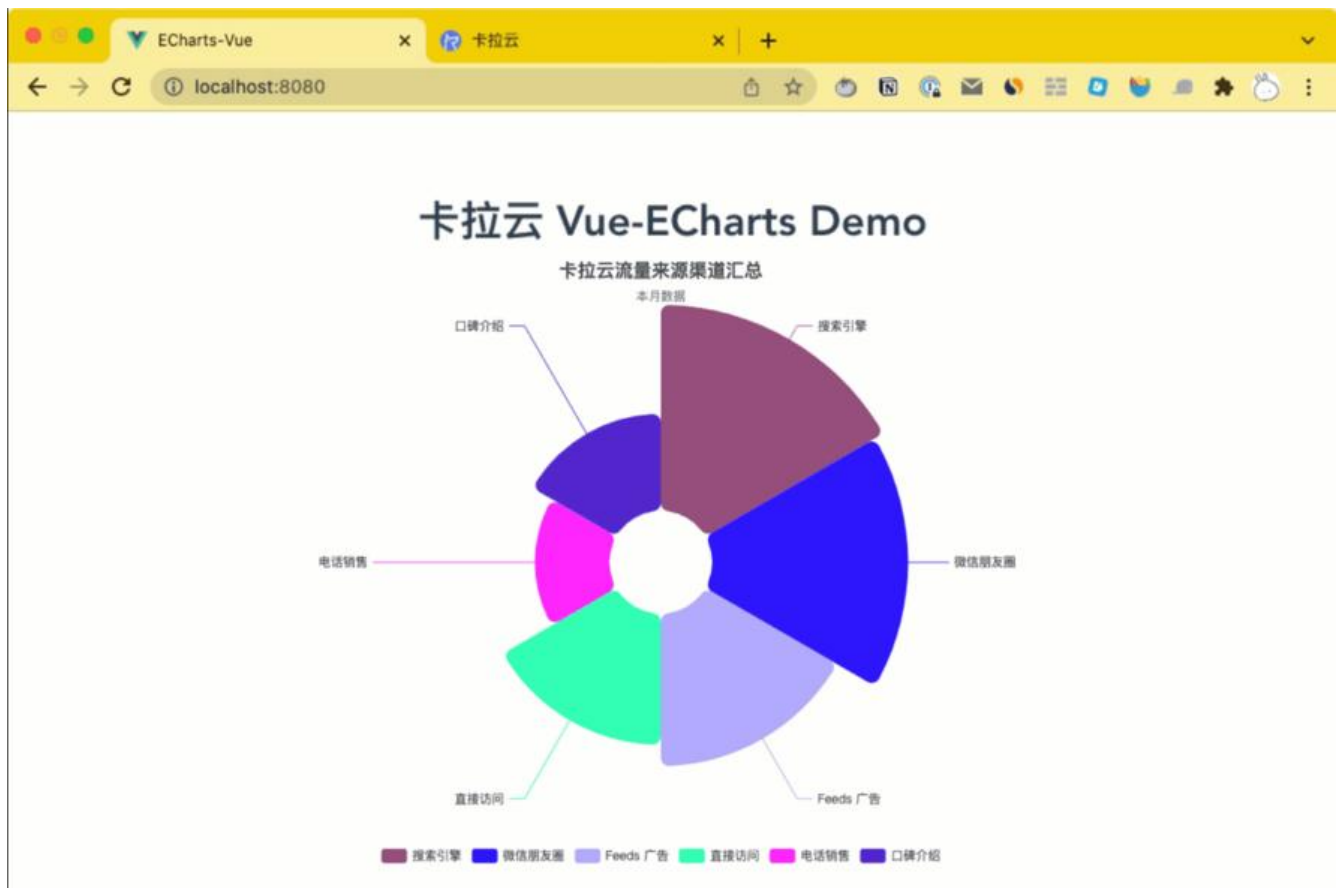 ECharts-Vue
卡拉云
localhost:8080
卡拉云 Vue-ECharts Demo
卡拉云流量来源渠道汇总
本月数据
口碑介绍
搜索引擎
电话销售
微信朋友圈
直接访问
Feeds 广告
搜索引擎 微信朋友圈 Feeds 广告 直接访问 电话销售 口碑介绍